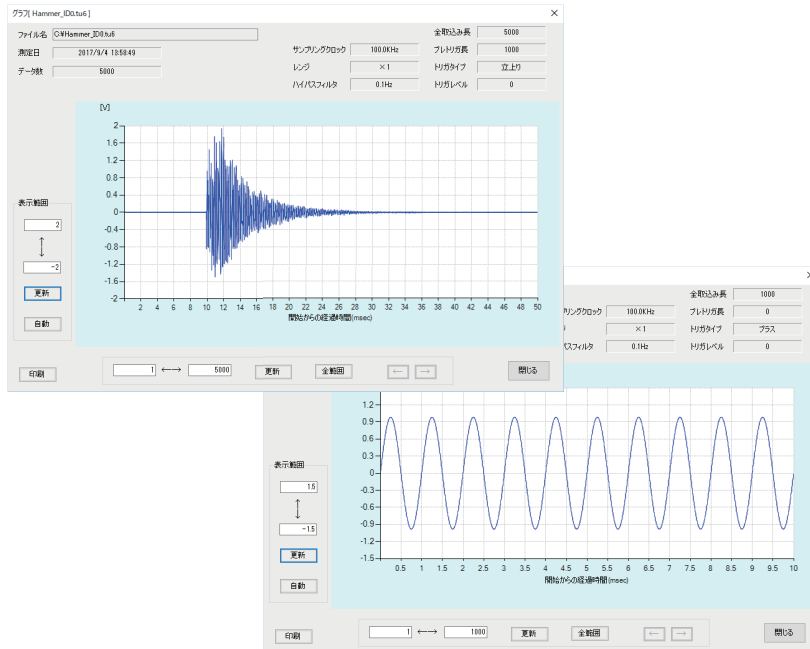 グラフ[ Hammer_ID0.tu6 ]
ファイル名 C:¥Hammer_ID0.tu6
測定日 2017/9/4 13:58:49
データ数 5000
全取込み長 5000
サンプリングクロック 100.0KHz プレトリガ長 1000
レンジ ×1 トリガタイプ 立上り
ハイパスフィルタ 0.1Hz トリガレベル 0
[V]
2
1.6
1.2
0.8
0.4
0
-0.4
-0.8
-1.2
-1.6
-2
2 4 6 8 10 12 14 16 18 20 22 24 26 28 30 32 34 36 38 40 42 44 46 48 50
開始からの経過時間(msec)
表示範囲
2
↕
-2
更新
自動
印刷
1 ←→ 5000 更新 全範囲 ← → 閉じる
全取込み長 1000
プリングクロック 100.0KHz プレトリガ長 0
×1 トリガタイプ プラス
パスフィルタ 0.1Hz トリガレベル 0
1.2
0.9
0.6
0.3
0
-0.3
-0.6
-0.9
-1.2
-1.5
0.5 1 1.5 2 2.5 3 3.5 4 4.5 5 5.5 6 6.5 7 7.5 8 8.5 9 9.5 10
開始からの経過時間(msec)
表示範囲
1.5
↕
-1.5
更新
自動
印刷
1 ←→ 1000 更新 全範囲 ← → 閉じる